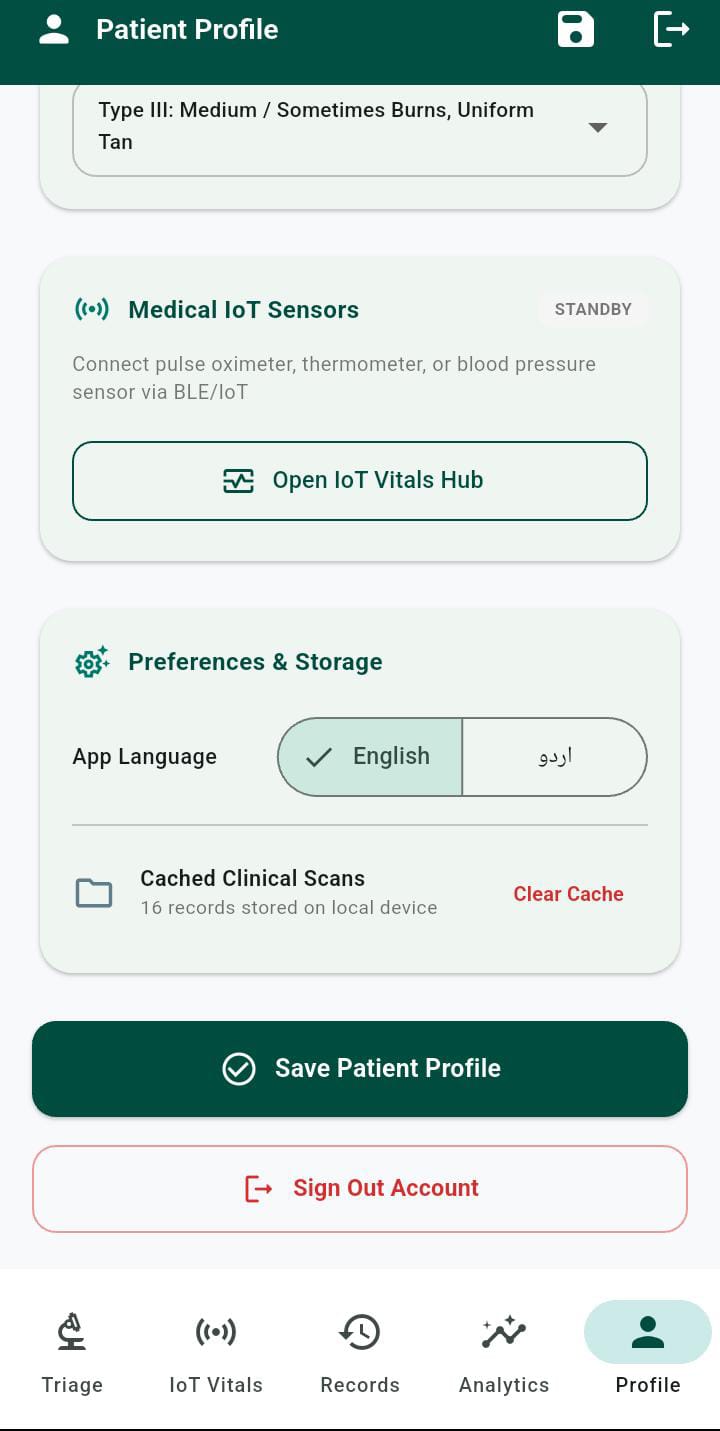 Patient Profile
Type III: Medium / Sometimes Burns, Uniform
Tan
Medical IoT Sensors
STANDBY
Connect pulse oximeter, thermometer, or blood pressure
sensor via BLE/IoT
Open IoT Vitals Hub
Preferences & Storage
App Language
English
اردو
Cached Clinical Scans
16 records stored on local device
Clear Cache
Save Patient Profile
Sign Out Account
Triage
IoT Vitals
Records
Analytics
Profile